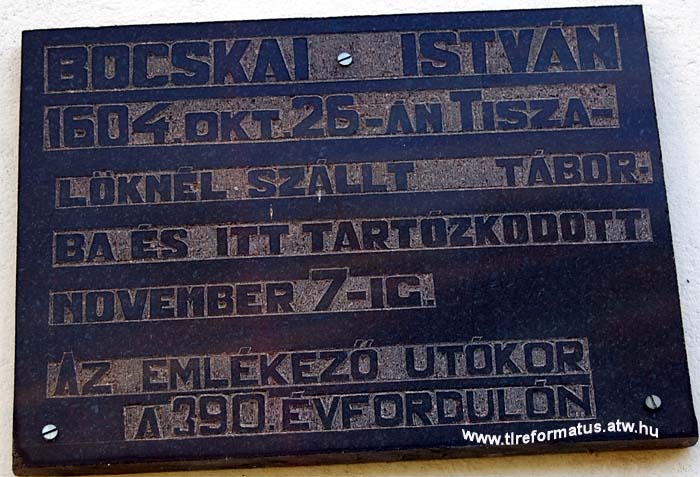 BOCSKAI ISTVÁN
1604.OKT.26-ÁN TISZA-
LÖKNÉL SZÁLLT TÁBOR-
BA ÉS ITT TARTÓZKODOTT
NOVEMBER 7-IG.
AZ EMLÉKEZŐ UTÓKOR
A 390. ÉVFORDULÓN
www.tlreformatus.atw.hu